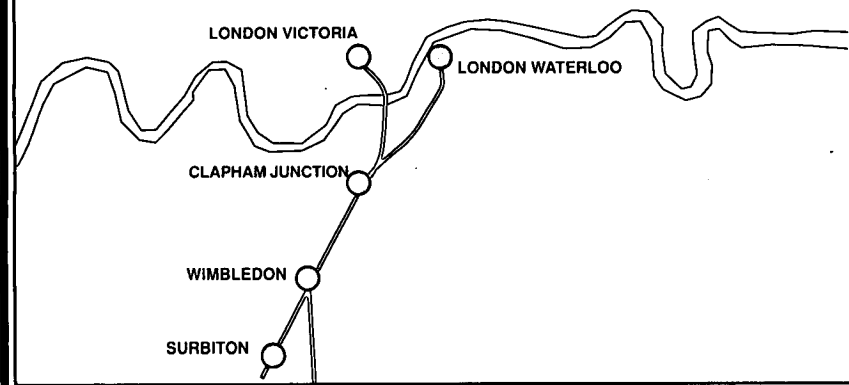 LONDON VICTORIA
LONDON WATERLOO
CLAPHAM JUNCTION
WIMBLEDON
SURBITON